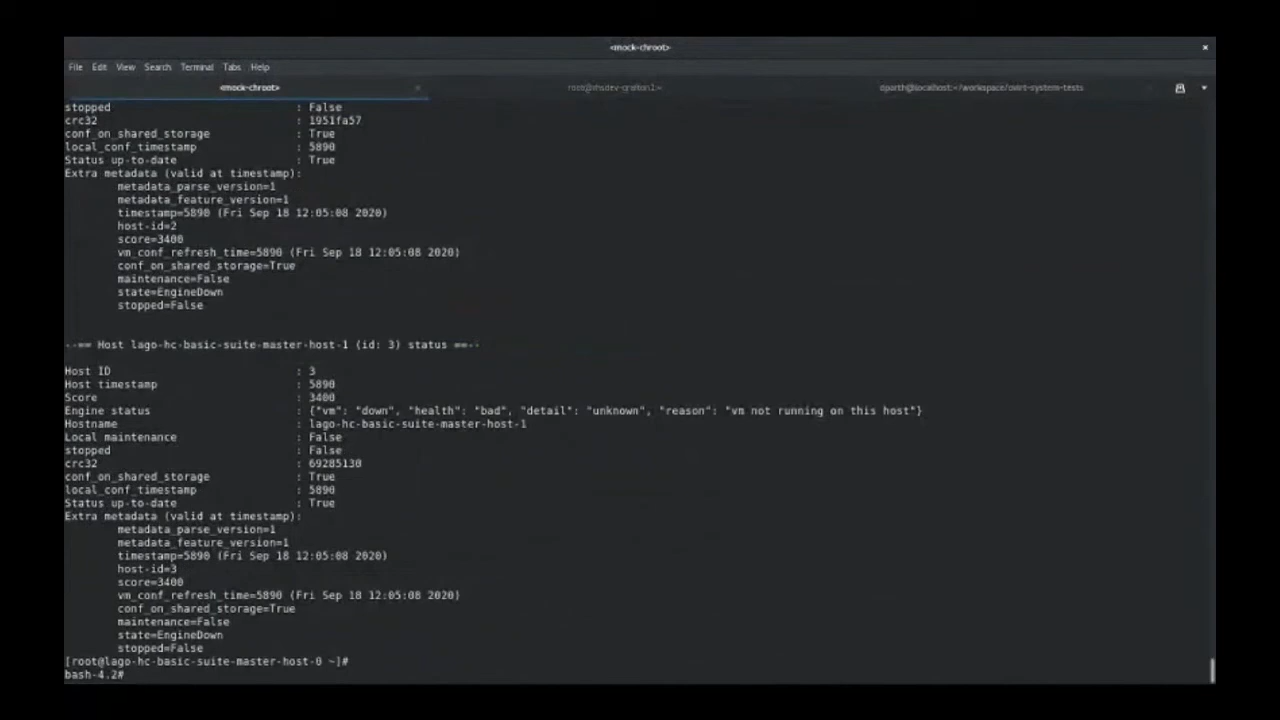 <mock-chroot>
File Edit View Search Terminal Tabs Help
<mock-chroot> root@rhsdev-grafton1:~ oparth@localhost:~/workspace/ovirt-system-tests
stopped : False
crc32 : 1951fa57
conf_on_shared_storage : True
local_conf_timestamp : 5890
Status up-to-date : True
Extra metadata (valid at timestamp):
metadata_parse_version=1
metadata_feature_version=1
timestamp=5890 (Fri Sep 18 12:05:08 2020)
host-id=2
score=3400
vm_conf_refresh_time=5890 (Fri Sep 18 12:05:08 2020)
conf_on_shared_storage=True
maintenance=False
state=EngineDown
stopped=False
--== Host lago-hc-basic-suite-master-host-1 (id: 3) status ==--
Host ID : 3
Host timestamp : 5890
Score : 3400
Engine status : {"vm": "down", "health": "bad", "detail": "unknown", "reason": "vm not running on this host"}
Hostname : lago-hc-basic-suite-master-host-1
Local maintenance : False
stopped : False
crc32 : 69285130
conf_on_shared_storage : True
local_conf_timestamp : 5890
Status up-to-date : True
Extra metadata (valid at timestamp):
metadata_parse_version=1
metadata_feature_version=1
timestamp=5890 (Fri Sep 18 12:05:08 2020)
host-id=3
score=3400
vm_conf_refresh_time=5890 (Fri Sep 18 12:05:08 2020)
conf_on_shared_storage=True
maintenance=False
state=EngineDown
stopped=False
[root@lago-hc-basic-suite-master-host-0 ~]#
bash-4.2#